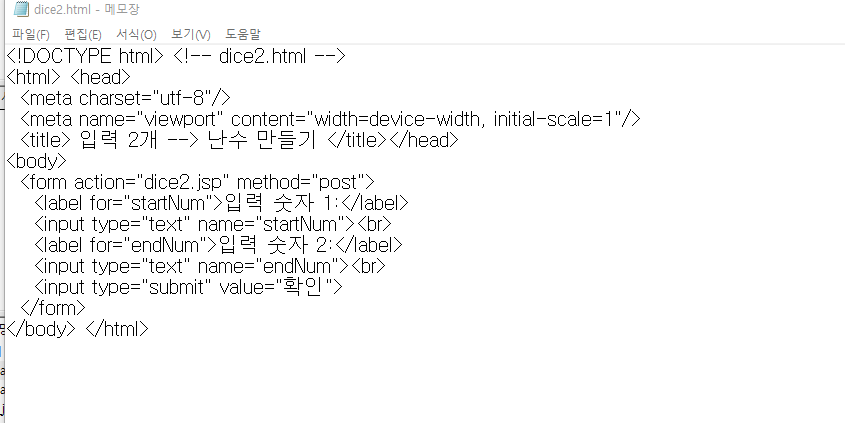 dice2.html - 메모장
파일(F) 편집(E) 서식(O) 보기(V) 도움말
<!DOCTYPE html> <!-- dice2.html -->
<html> <head>
<meta charset="utf-8"/>
<meta name="viewport" content="width=device-width, initial-scale=1"/>
<title> 입력 2개 --> 난수 만들기 </title></head>
<body>
<form action="dice2.jsp" method="post">
<label for="startNum">입력 숫자 1:</label>
<input type="text" name="startNum"><br>
<label for="endNum">입력 숫자 2:</label>
<input type="text" name="endNum"><br>
<input type="submit" value="확인">
</form>
</body> </html>